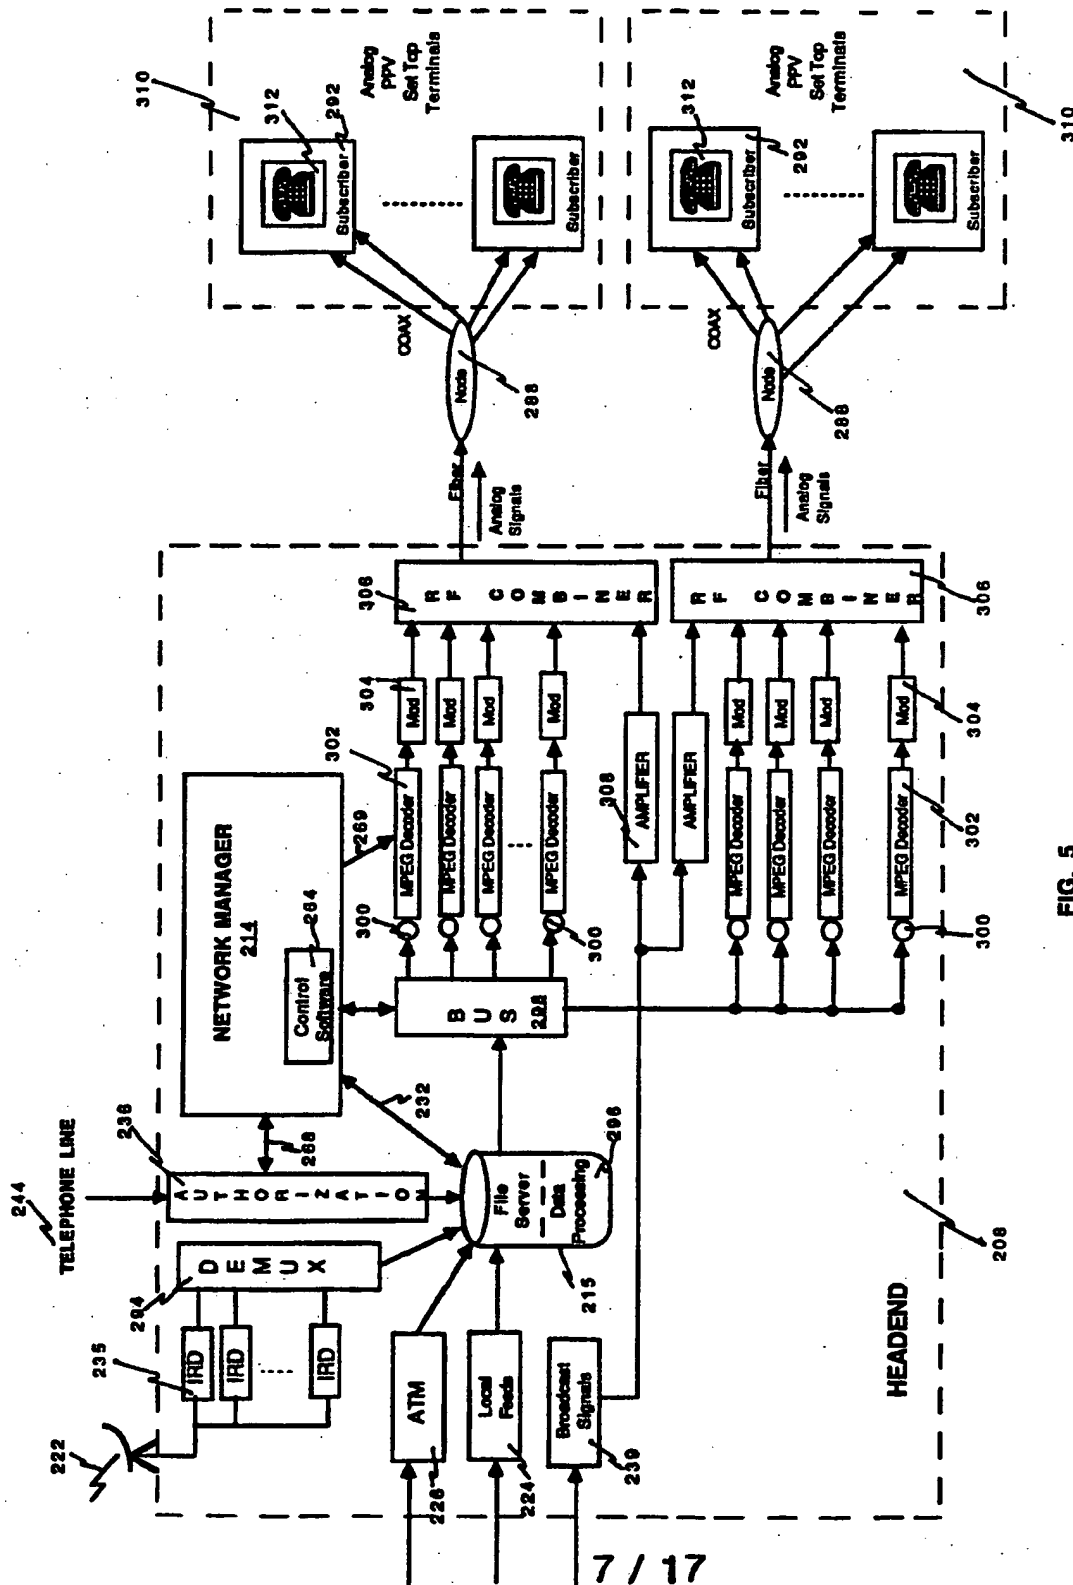 244
TELEPHONE LINE
222
235
IRD
IRD
IRD
294
DEMUX
236
AUTHORIZATION
268
NETWORK MANAGER
214
Control
Software
264
269
232
ATM
226
Local
Feeds
224
Broadcast
Signals
239
File
Server
Data
Processing
296
215
BUS
298
300
300
302
MPEG Decoder
MPEG Decoder
MPEG Decoder
MPEG Decoder
304
Mod
Mod
Mod
Mod
306
RF COMBINER
308
AMPLIFIER
AMPLIFIER
MPEG Decoder
MPEG Decoder
MPEG Decoder
MPEG Decoder
300
302
Mod
Mod
Mod
Mod
304
RF COMBINER
306
HEADEND
208
Fiber
Analog
Signals
Node
288
COAX
310
312
292
Subscriber
Subscriber
Analog
PPV
Set Top
Terminals
Fiber
Analog
Signals
Node
288
COAX
312
292
Subscriber
Subscriber
Analog
PPV
Set Top
Terminals
310
FIG. 5
7 / 17